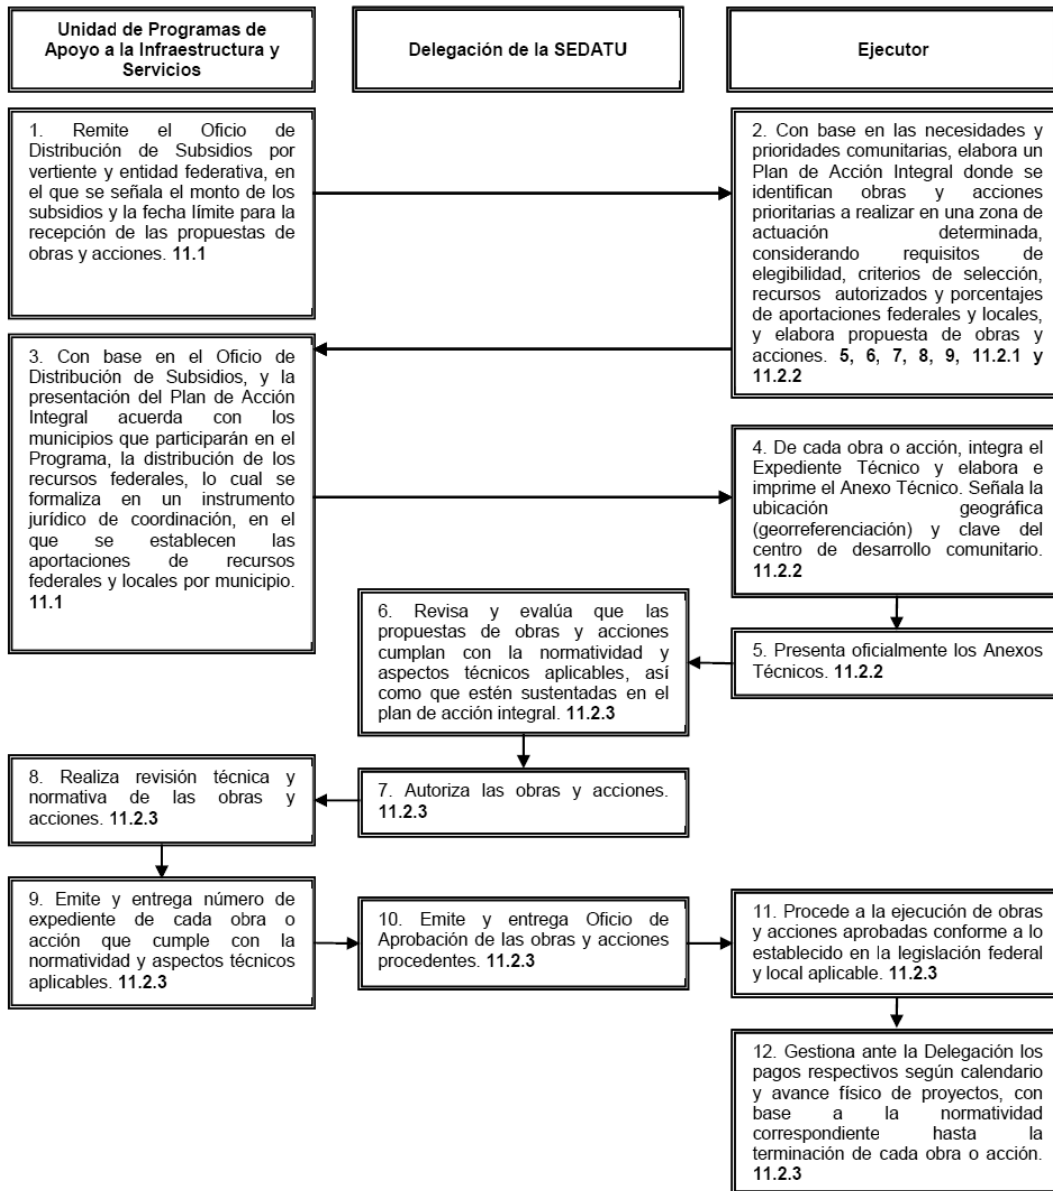 Unidad de Programas de
Apoyo a la Infraestructura y
Servicios
Delegación de la SEDATU
Ejecutor
1. Remite el Oficio de
Distribución de Subsidios por
vertiente y entidad federativa, en
el que se señala el monto de los
subsidios y la fecha límite para la
recepción de las propuestas de
obras y acciones. 11.1
2. Con base en las necesidades y
prioridades comunitarias, elabora un
Plan de Acción Integral donde se
identifican obras y acciones
prioritarias a realizar en una zona de
actuación determinada,
considerando requisitos de
elegibilidad, criterios de selección,
recursos autorizados y porcentajes
de aportaciones federales y locales,
y elabora propuesta de obras y
acciones. 5, 6, 7, 8, 9, 11.2.1 y
11.2.2
3. Con base en el Oficio de
Distribución de Subsidios, y la
presentación del Plan de Acción
Integral acuerda con los
municipios que participarán en el
Programa, la distribución de los
recursos federales, lo cual se
formaliza en un instrumento
jurídico de coordinación, en el
que se establecen las
aportaciones de recursos
federales y locales por municipio.
11.1
4. De cada obra o acción, integra el
Expediente Técnico y elabora e
imprime el Anexo Técnico. Señala la
ubicación geográfica
(georreferenciación) y clave del
centro de desarrollo comunitario.
11.2.2
5. Presenta oficialmente los Anexos
Técnicos. 11.2.2
6. Revisa y evalúa que las
propuestas de obras y acciones
cumplan con la normatividad y
aspectos técnicos aplicables, así
como que estén sustentadas en el
plan de acción integral. 11.2.3
7. Autoriza las obras y acciones.
11.2.3
8. Realiza revisión técnica y
normativa de las obras y
acciones. 11.2.3
9. Emite y entrega número de
expediente de cada obra o
acción que cumple con la
normatividad y aspectos técnicos
aplicables. 11.2.3
10. Emite y entrega Oficio de
Aprobación de las obras y acciones
procedentes. 11.2.3
11. Procede a la ejecución de obras
y acciones aprobadas conforme a lo
establecido en la legislación federal
y local aplicable. 11.2.3
12. Gestiona ante la Delegación los
pagos respectivos según calendario
y avance físico de proyectos, con
base a la normatividad
correspondiente hasta la
terminación de cada obra o acción.
11.2.3